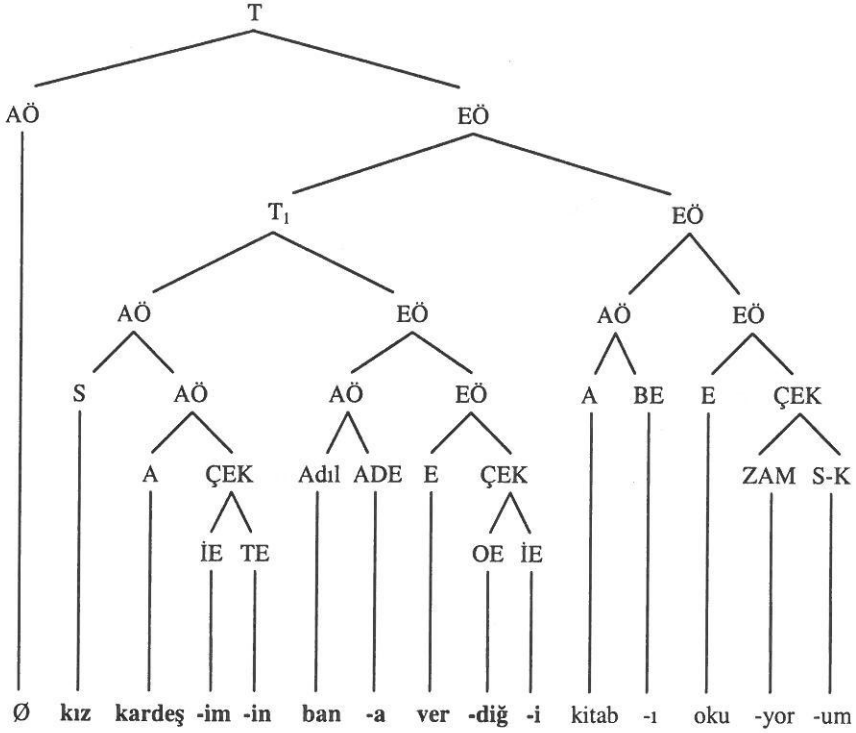 T
AÖ EÖ
T₁ EÖ
AÖ EÖ AÖ EÖ
S AÖ AÖ EÖ A BE E ÇEK
A ÇEK Adıl ADE E ÇEK ZAM S-K
İE TE OE İE
Ø kız kardeş -im -in ban -a ver -diğ -i kitab -ı oku -yor -um